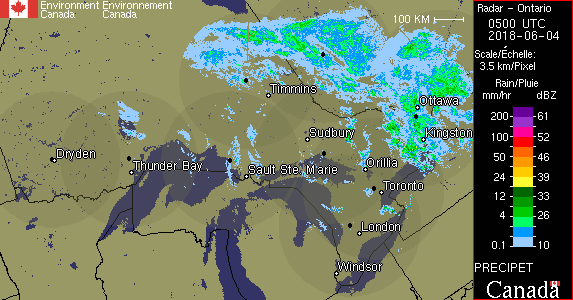 Environment Environnement
Canada Canada
100 KM
Timmins
Ottawa
Sudbury
Kingston
Dryden
Thunder Bay
Sault Ste. Marie
Orillia
Toronto
London
Windsor
Radar - Ontario
0500 UTC
2018-06-04
Scale/Échelle:
3.5 km/Pixel
Rain/Pluie
mm/hr dBZ
200 61
100 56
50 46
24 39
12 33
4 26
0.1 10
PRECIPET
Canada